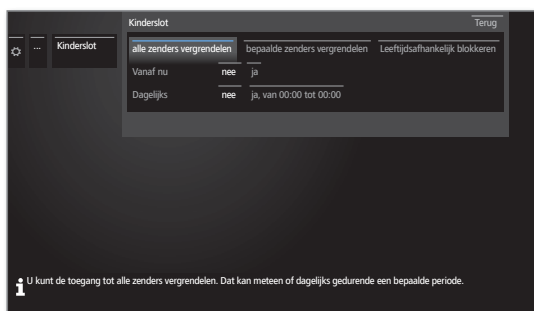 Kinderslot Terug
... Kinderslot
alle zenders vergrendelen bepaalde zenders vergrendelen Leeftijdsafhankelijk blokkeren
Vanaf nu nee ja
Dagelijks nee ja, van 00:00 tot 00:00
U kunt de toegang tot alle zenders vergrendelen. Dat kan meteen of dagelijks gedurende een bepaalde periode.